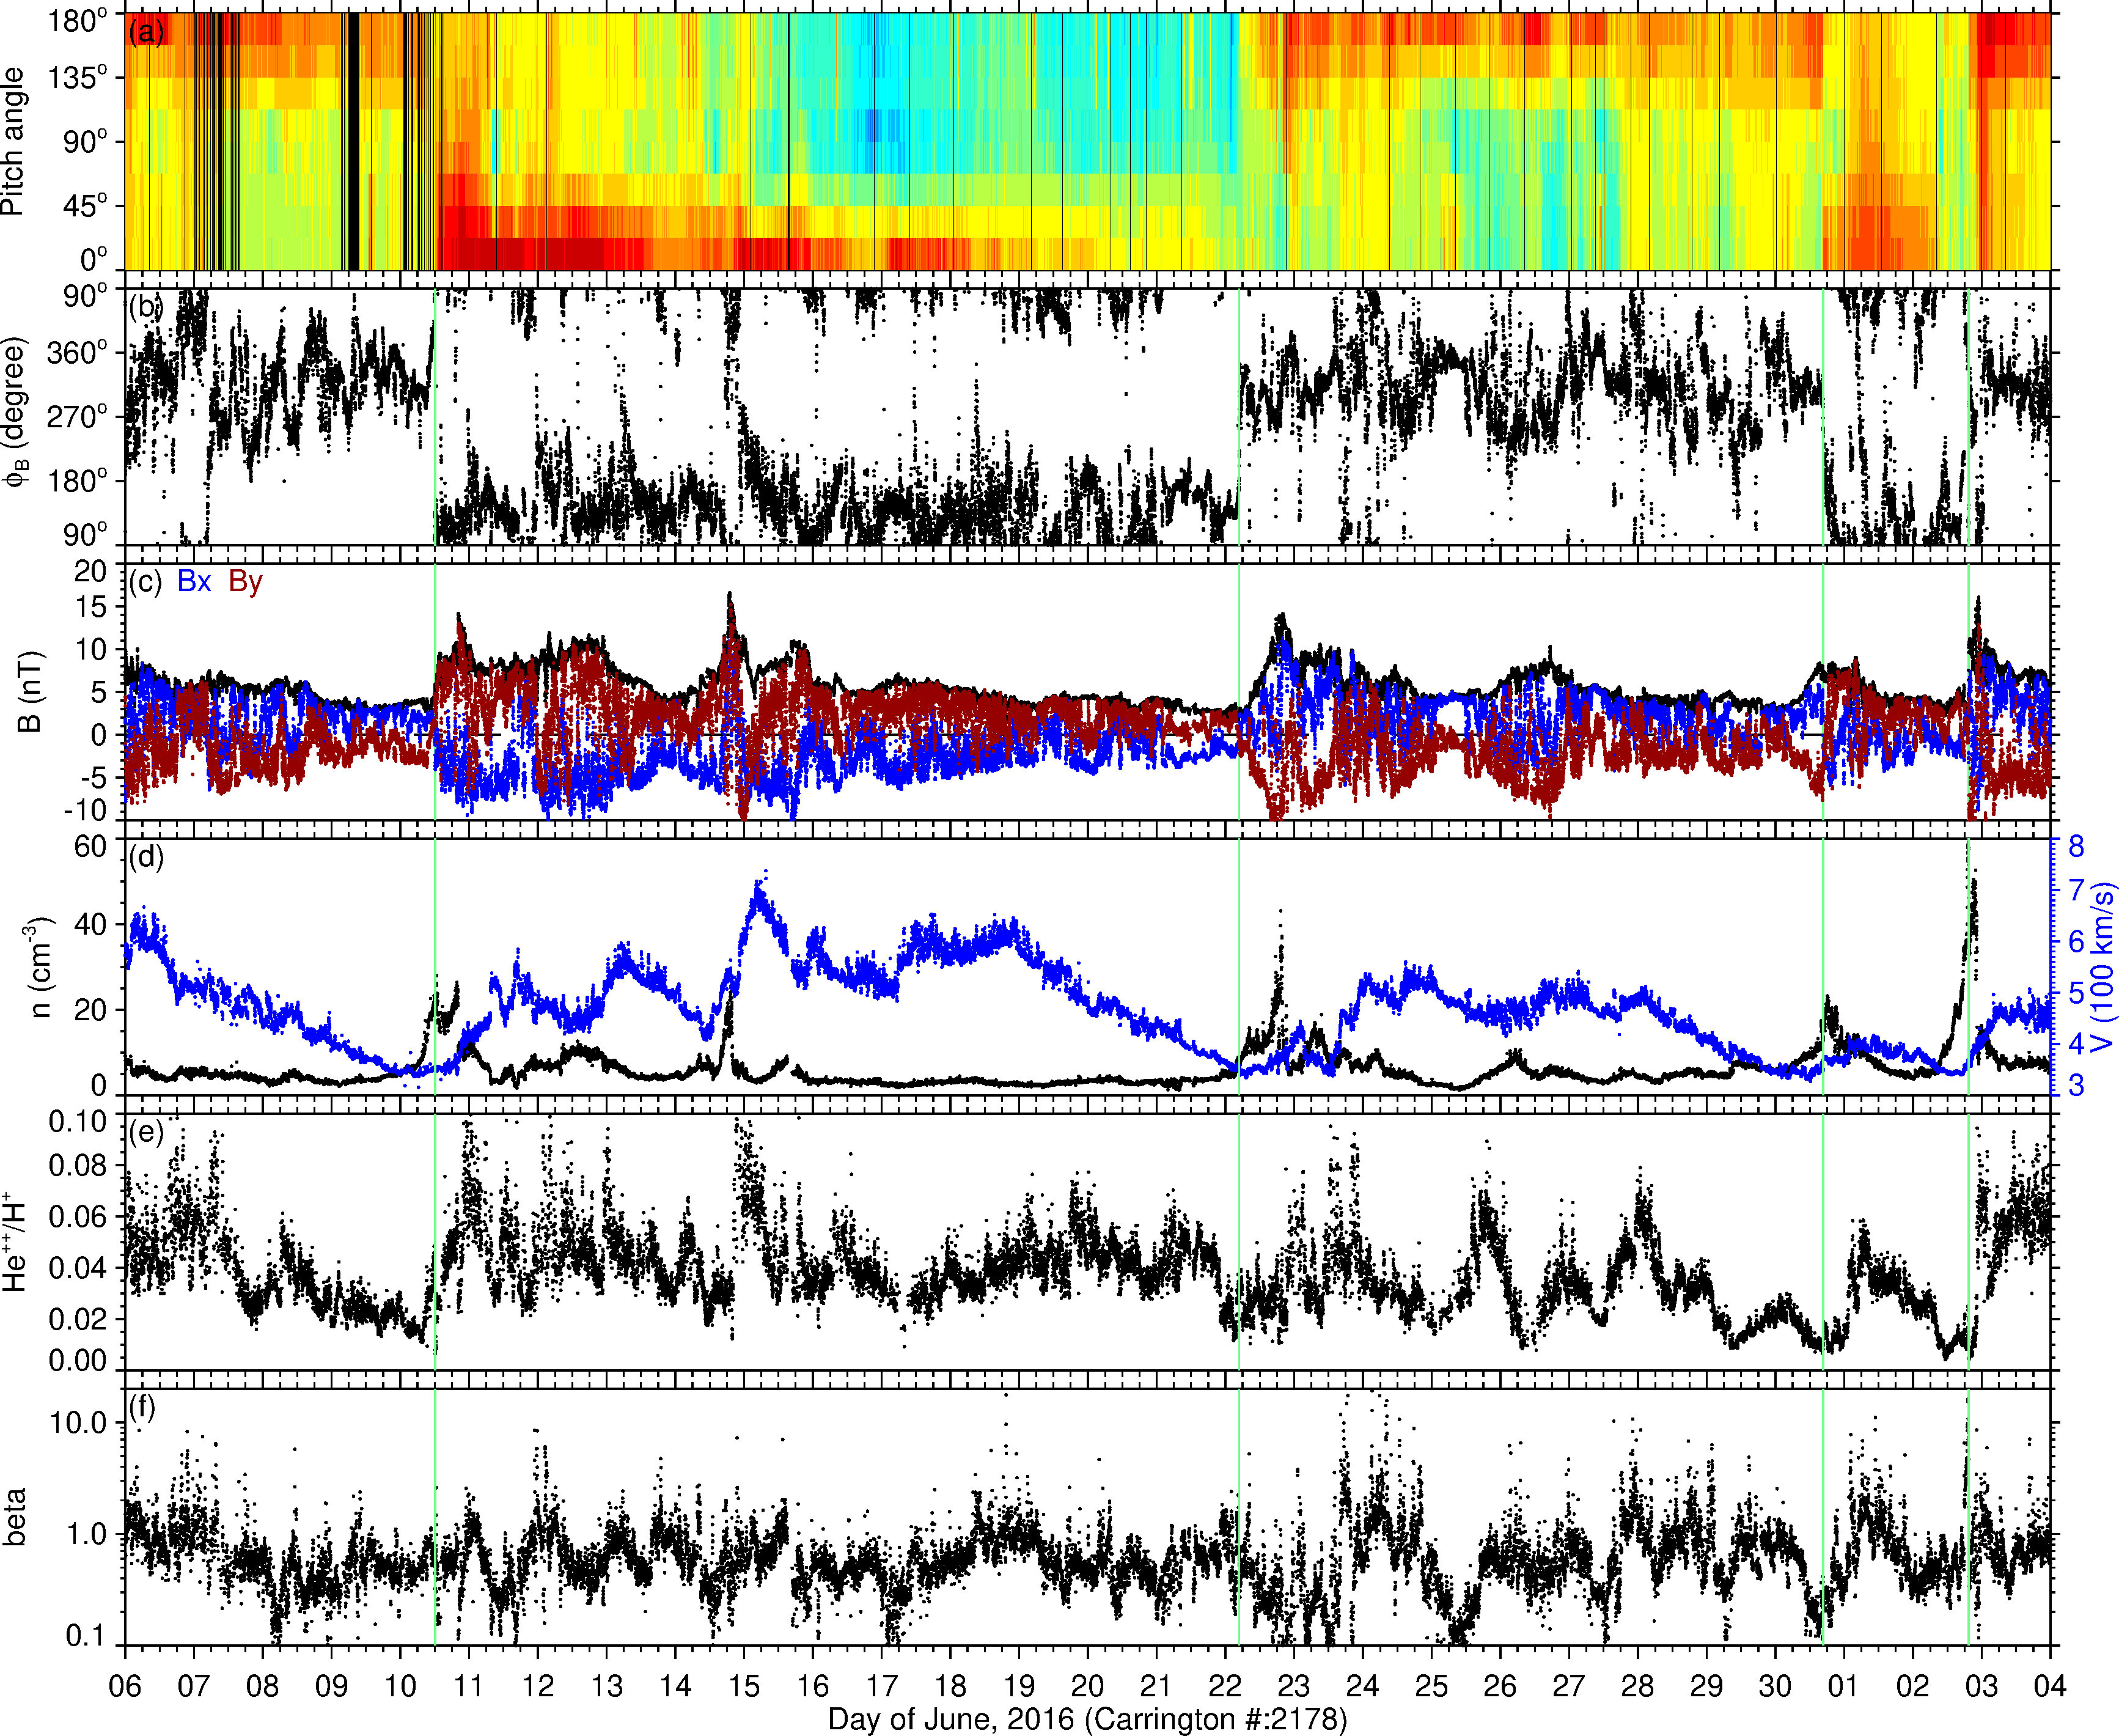 (a)
180°
135°
90°
45°
0°
Pitch angle
(b)
90°
360°
270°
180°
90°
ϕB (degree)
(c) Bx By
20
15
10
5
0
-5
-10
B (nT)
(d)
60
40
20
0
n (cm-3)
8
7
6
5
4
3
V (100 km/s)
(e)
0.10
0.08
0.06
0.04
0.02
0.00
He++/H+
(f)
10.0
1.0
0.1
beta
06 07 08 09 10 11 12 13 14 15 16 17 18 19 20 21 22 23 24 25 26 27 28 29 30 01 02 03 04
Day of June, 2016 (Carrington #:2178)